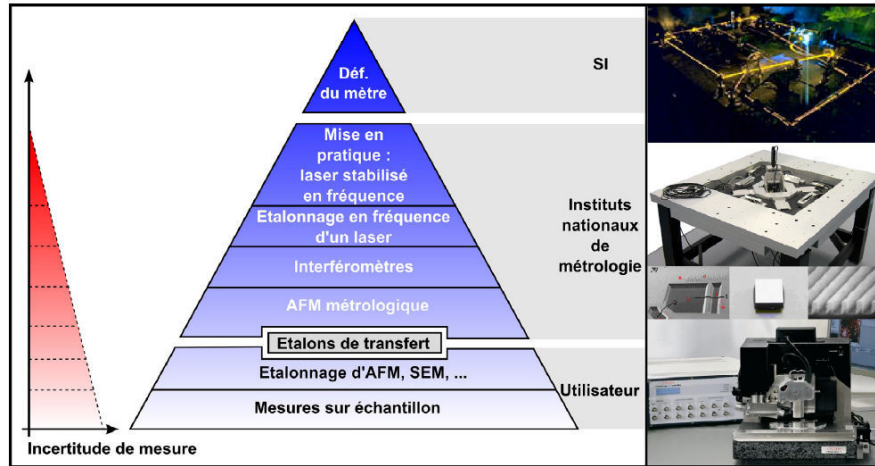 Déf.
du mètre
SI
Mise en
pratique :
laser stabilisé
en fréquence
Etalonnage en fréquence
d'un laser
Interféromètres
AFM métrologique
Instituts
nationaux
de
métrologie
Etalons de transfert
Etalonnage d'AFM, SEM, ...
Mesures sur échantillon
Utilisateur
Incertitude de mesure